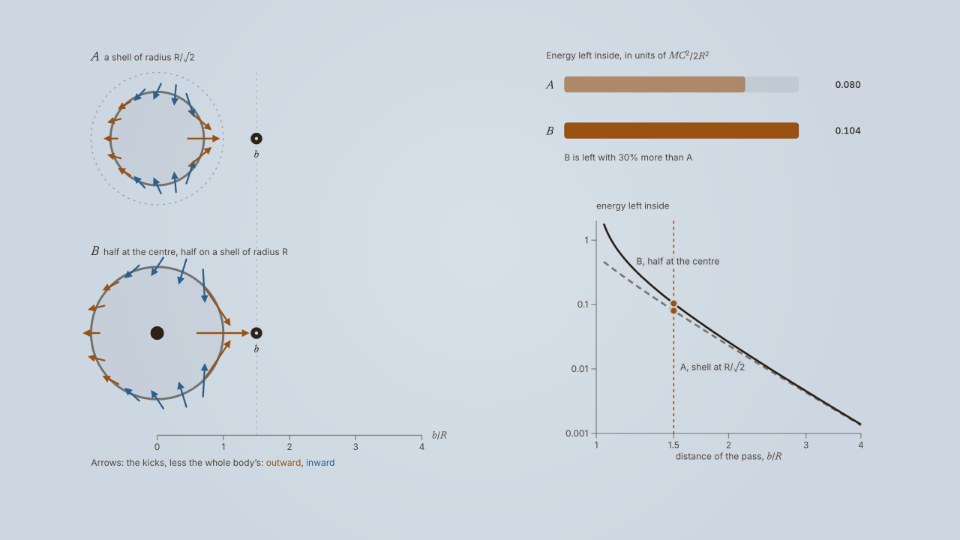 A a shell of radius R/√2
b
B half at the centre, half on a shell of radius R
b
0 1 2 3 4
b/R
Arrows: the kicks, less the whole body's: outward, inward
Energy left inside, in units of MC²/2R²
A 0.080
B 0.104
B is left with 30% more than A
energy left inside
1
0.1
0.01
0.001
B, half at the centre
A, shell at R/√2
1 1.5 2 3 4
distance of the pass, b/R